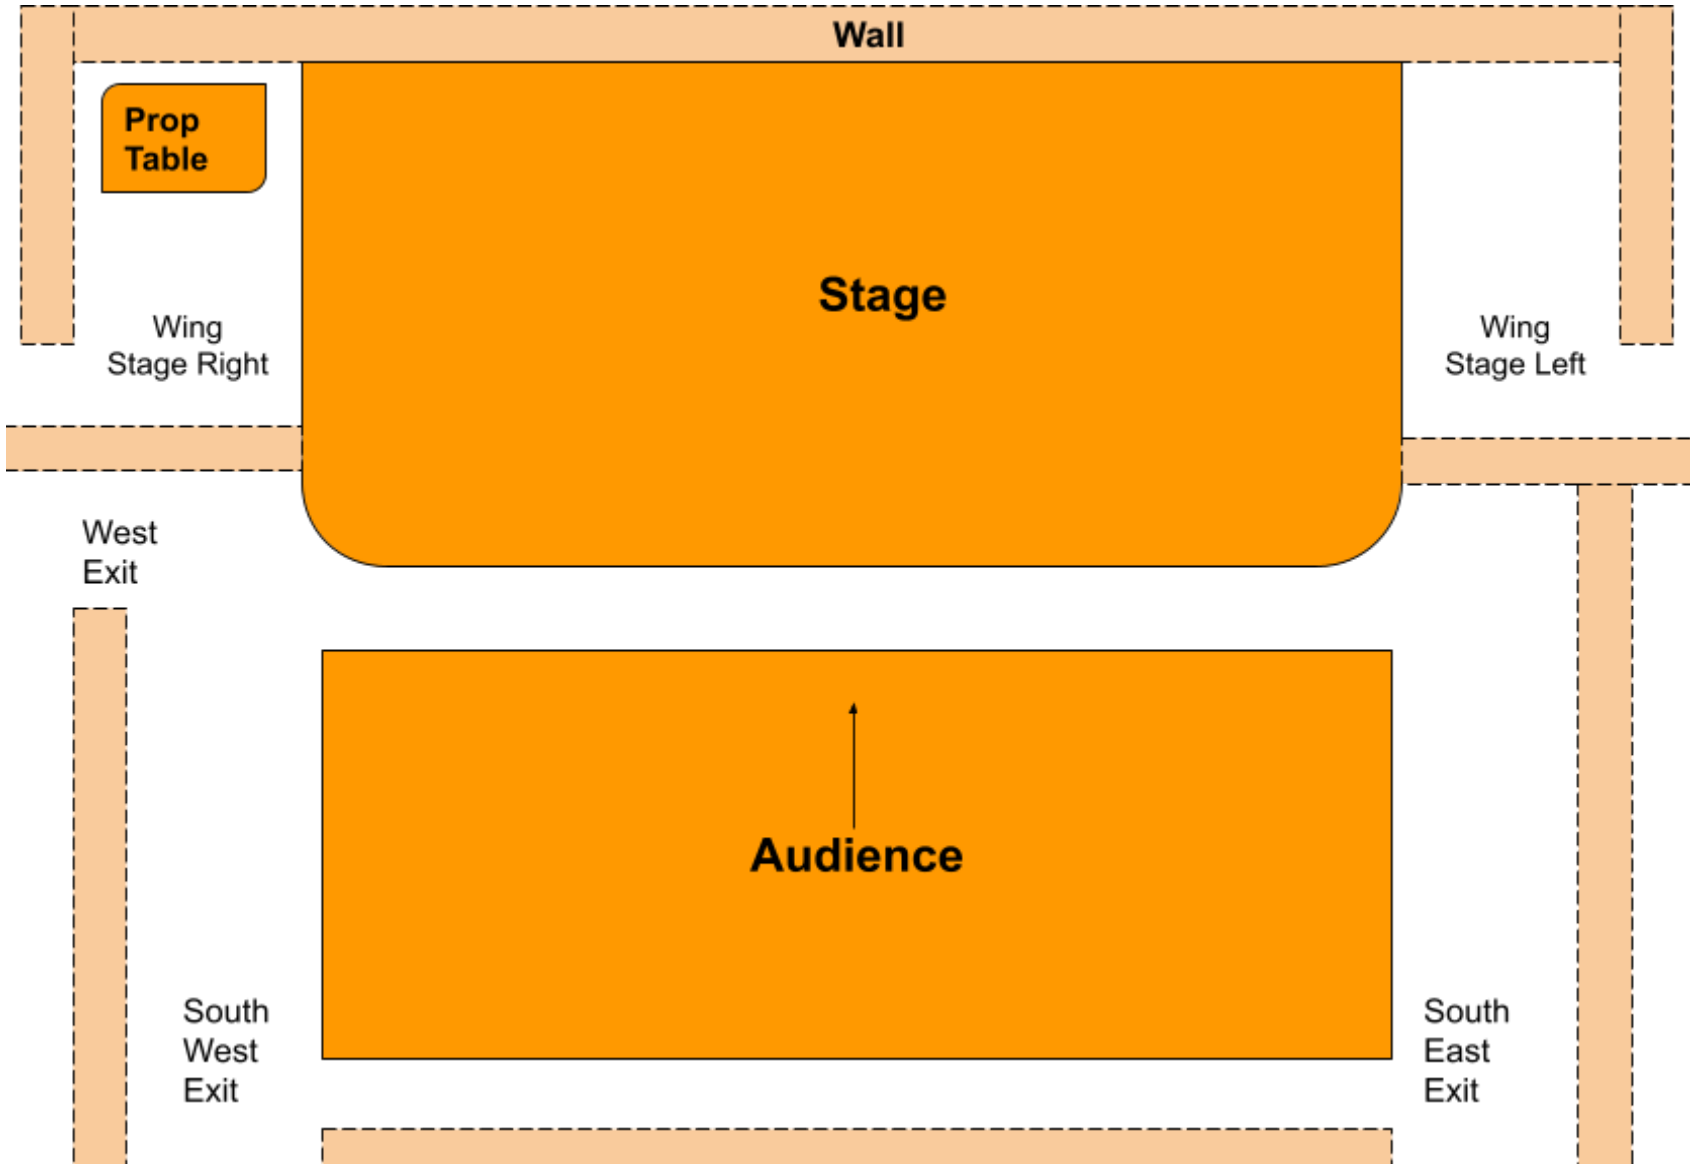 Wall
Prop
Table
Stage
Wing
Stage Right
Wing
Stage Left
West
Exit
Audience
South
West
Exit
South
East
Exit